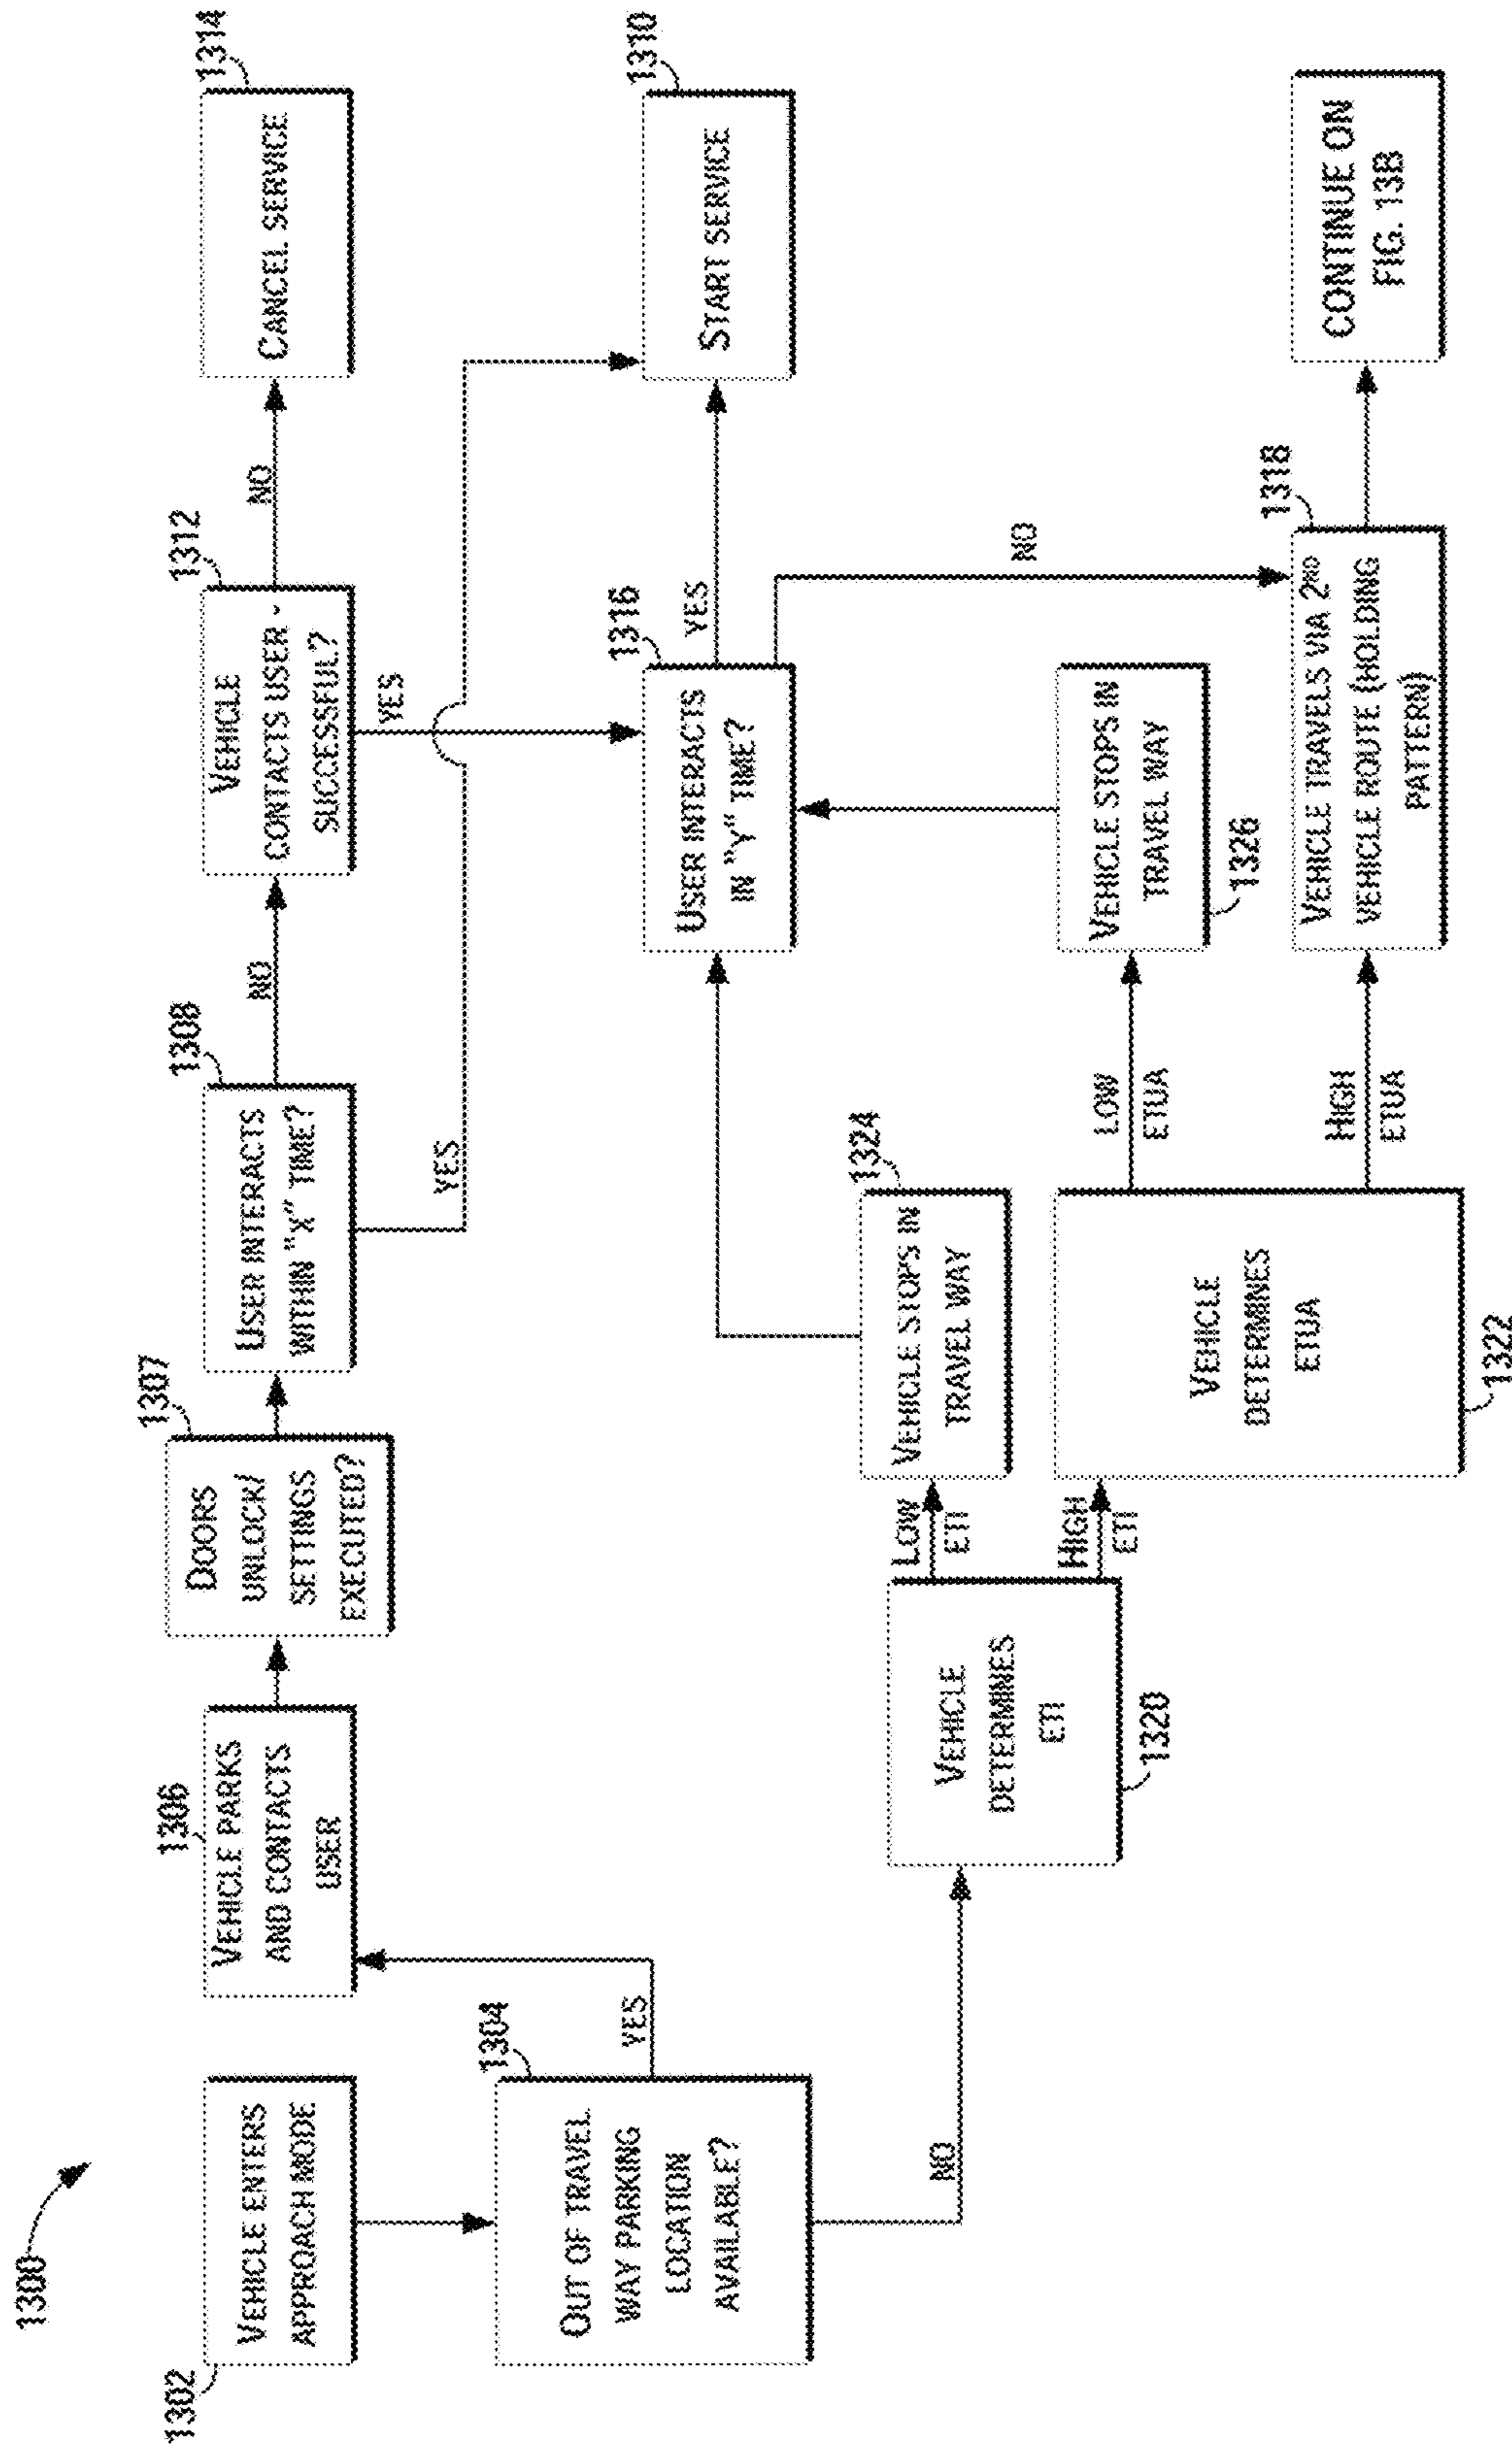 1300
1302
VEHICLE ENTERS
APPROACH MODE
1304
OUT OF TRAVEL
WAY PARKING
LOCATION
AVAILABLE?
YES
NO
1306
VEHICLE PARKS
AND CONTACTS
USER
1307
DOORS
UNLOCK/
SETTINGS
EXECUTED?
1308
USER INTERACTS
WITHIN "X" TIME?
NO
YES
1312
VEHICLE
CONTACTS USER -
SUCCESSFUL?
NO
YES
1314
CANCEL SERVICE
1316
USER INTERACTS
IN "Y" TIME?
YES
NO
1310
START SERVICE
1320
VEHICLE
DETERMINES
ETI
LOW
ETI
HIGH
ETI
1324
VEHICLE STOPS IN
TRAVEL WAY
1322
VEHICLE
DETERMINES
ETUA
LOW
ETUA
HIGH
ETUA
1326
VEHICLE STOPS IN
TRAVEL WAY
1318
VEHICLE TRAVELS VIA 2ND
VEHICLE ROUTE (HOLDING
PATTERN)
CONTINUE ON
FIG. 13B